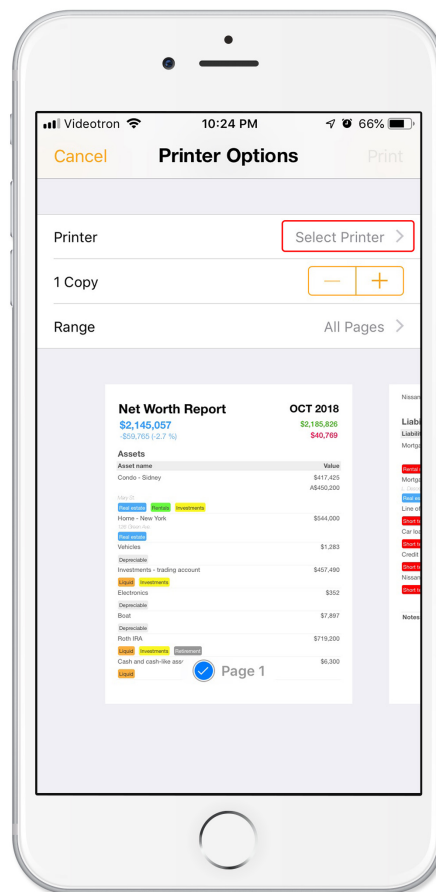 Videotron 10:24 PM 66%
Cancel Printer Options Print
Printer Select Printer >
1 Copy — +
Range All Pages >
Net Worth Report OCT 2018
$2,145,057 $2,185,826
-$59,765 (-2.7 %) $40,769
Assets
Asset name Value
Condo - Sidney $417,425
A$450,200
Real estate Rentals Investments
Home - New York $544,000
Real estate
Vehicles $1,283
Depreciable
Investments - trading account $457,490
Liquid Investments
Electronics $352
Depreciable
Boat $7,897
Depreciable
Roth IRA $719,200
Liquid Investments Retirement
Cash and cash-like ass $6,300
Liquid
Page 1
Nissan
Liabi
Liabilit
Mortga
Rental
Mortga
Real es
Line of
Short te
Car loa
Short te
Credit
Short te
Nissan
Short te
Notes